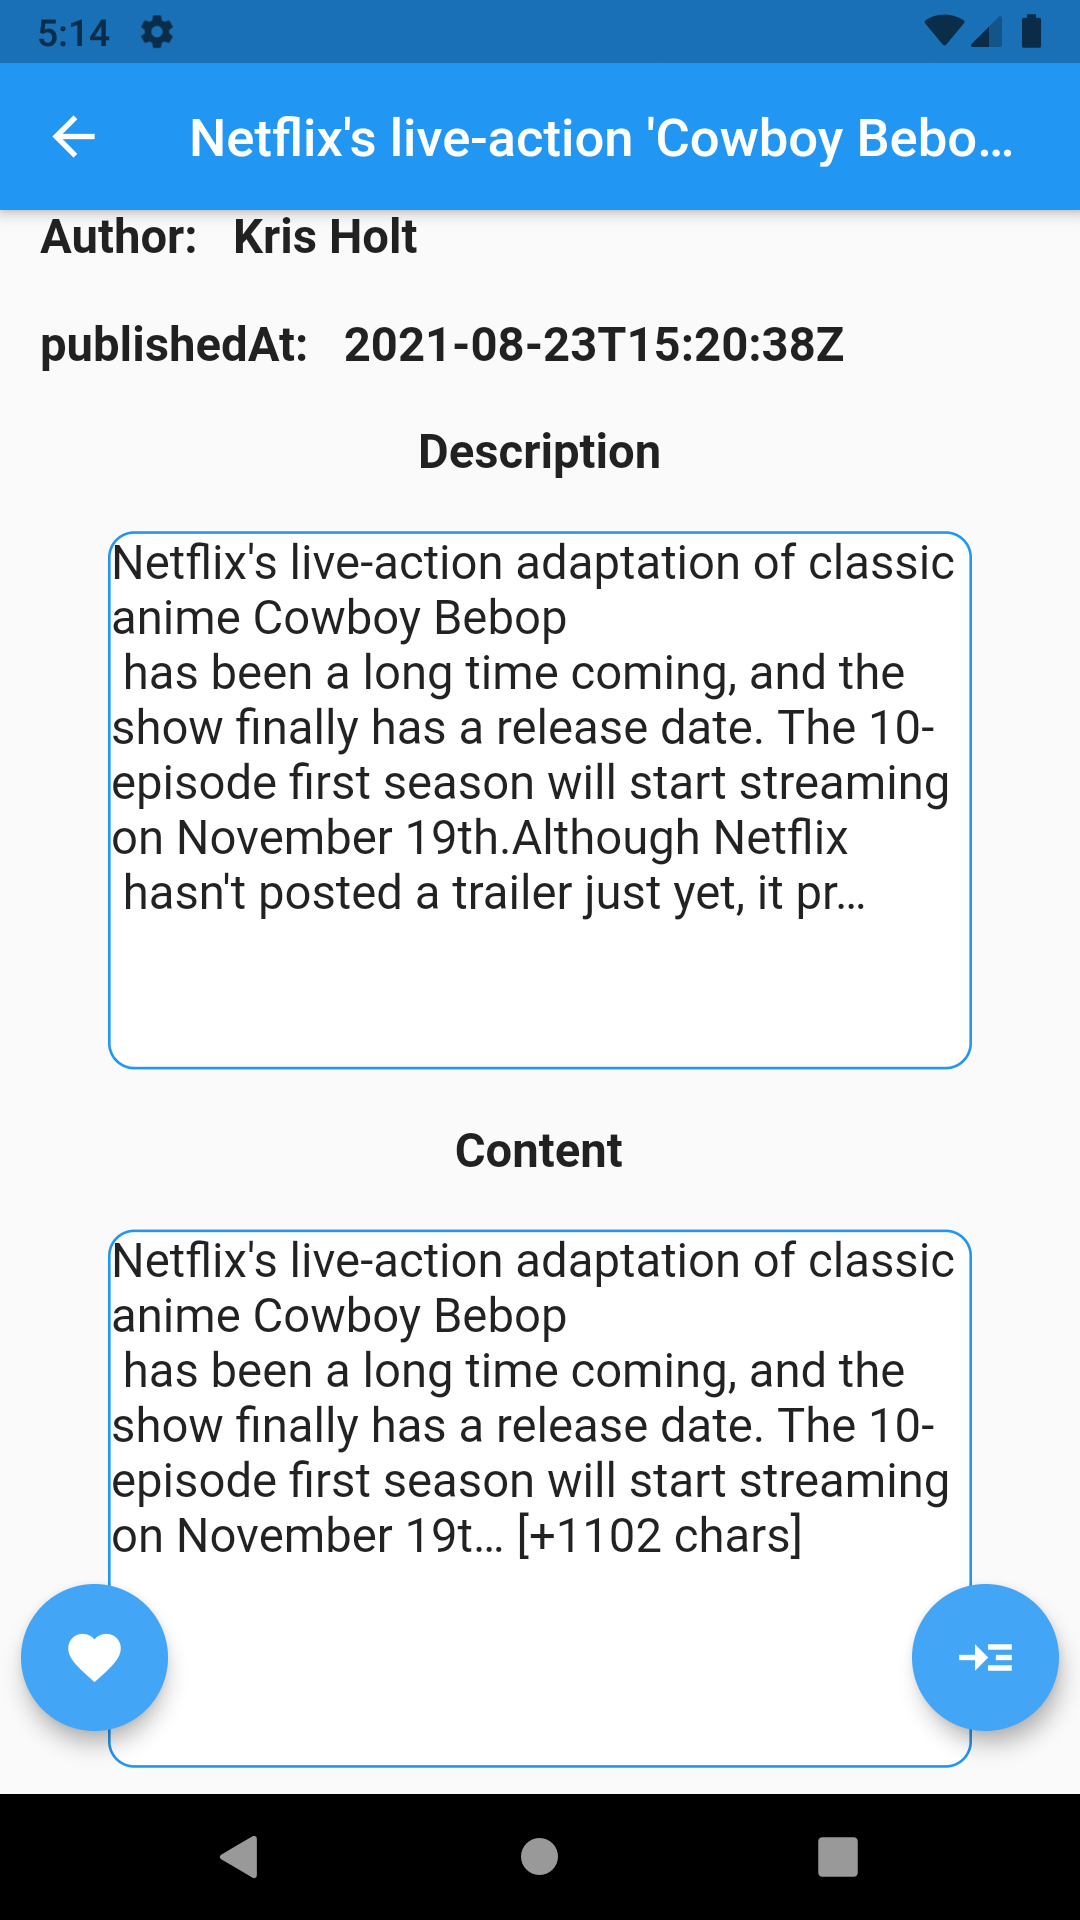 5:14
Netflix's live-action 'Cowboy Bebo...
Author: Kris Holt
publishedAt: 2021-08-23T15:20:38Z
Description
Netflix's live-action adaptation of classic
anime Cowboy Bebop
has been a long time coming, and the
show finally has a release date. The 10-
episode first season will start streaming
on November 19th.Although Netflix
hasn't posted a trailer just yet, it pr…
Content
Netflix's live-action adaptation of classic
anime Cowboy Bebop
has been a long time coming, and the
show finally has a release date. The 10-
episode first season will start streaming
on November 19t… [+1102 chars]